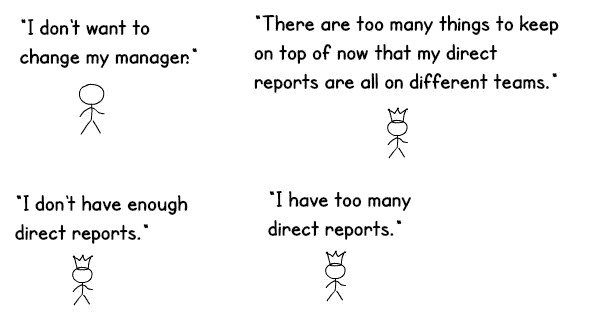 "I don't want to
change my manager."
"There are too many things to keep
on top of now that my direct
reports are all on different teams."
"I don't have enough
direct reports."
"I have too many
direct reports."